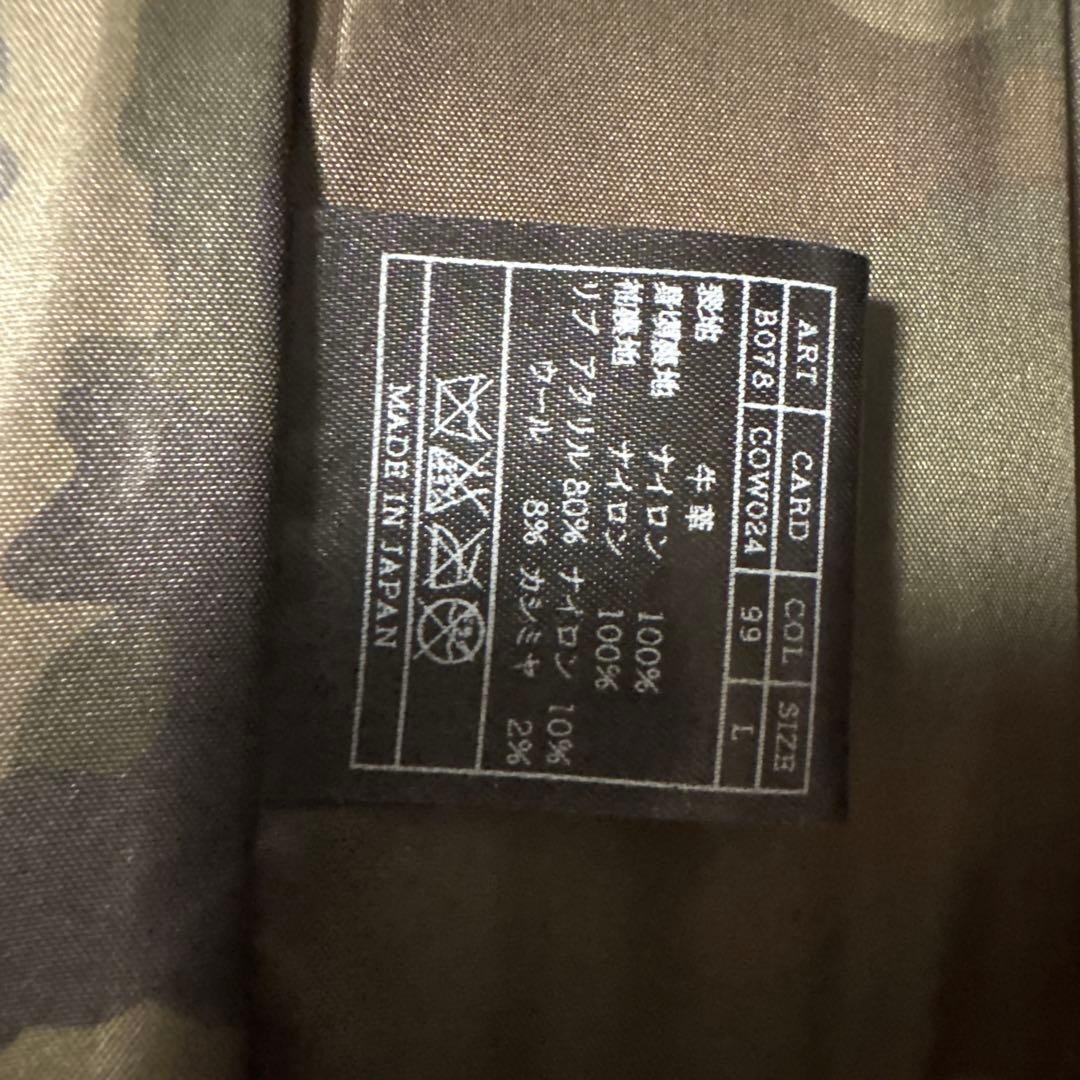 ART CARD COL SIZE
B078 COW024 99 L
表地 牛革
身頃裏地 ナイロン 100%
袖裏地 ナイロン 100%
リブ アクリル 80% ナイロン 10%
ウール 8% カシミヤ 2%
MADE IN JAPAN